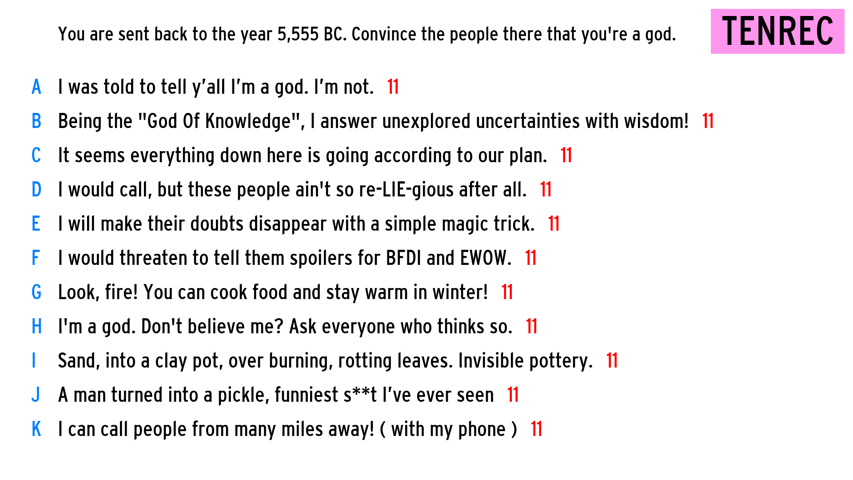 You are sent back to the year 5,555 BC. Convince the people there that you're a god.
TENREC
A I was told to tell y’all I’m a god. I’m not. 11
B Being the "God Of Knowledge", I answer unexplored uncertainties with wisdom! 11
C It seems everything down here is going according to our plan. 11
D I would call, but these people ain't so re-LIE-gious after all. 11
E I will make their doubts disappear with a simple magic trick. 11
F I would threaten to tell them spoilers for BFDI and EWOW. 11
G Look, fire! You can cook food and stay warm in winter! 11
H I'm a god. Don't believe me? Ask everyone who thinks so. 11
I Sand, into a clay pot, over burning, rotting leaves. Invisible pottery. 11
J A man turned into a pickle, funniest s**t I’ve ever seen 11
K I can call people from many miles away! ( with my phone ) 11